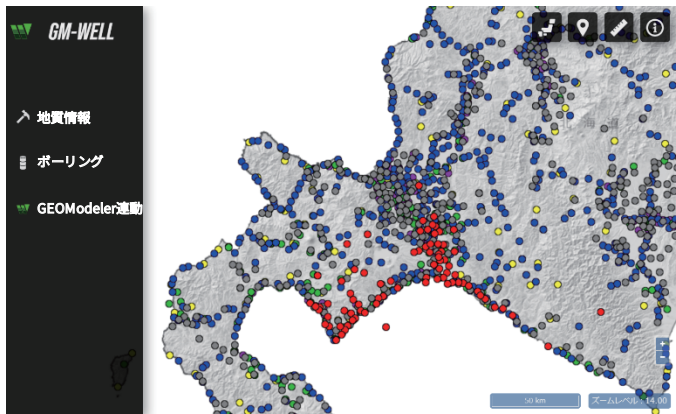 GM-WELL
地質情報
ボーリング
GEOModeler連動
+
−
50 km
ズームレベル : 14.00